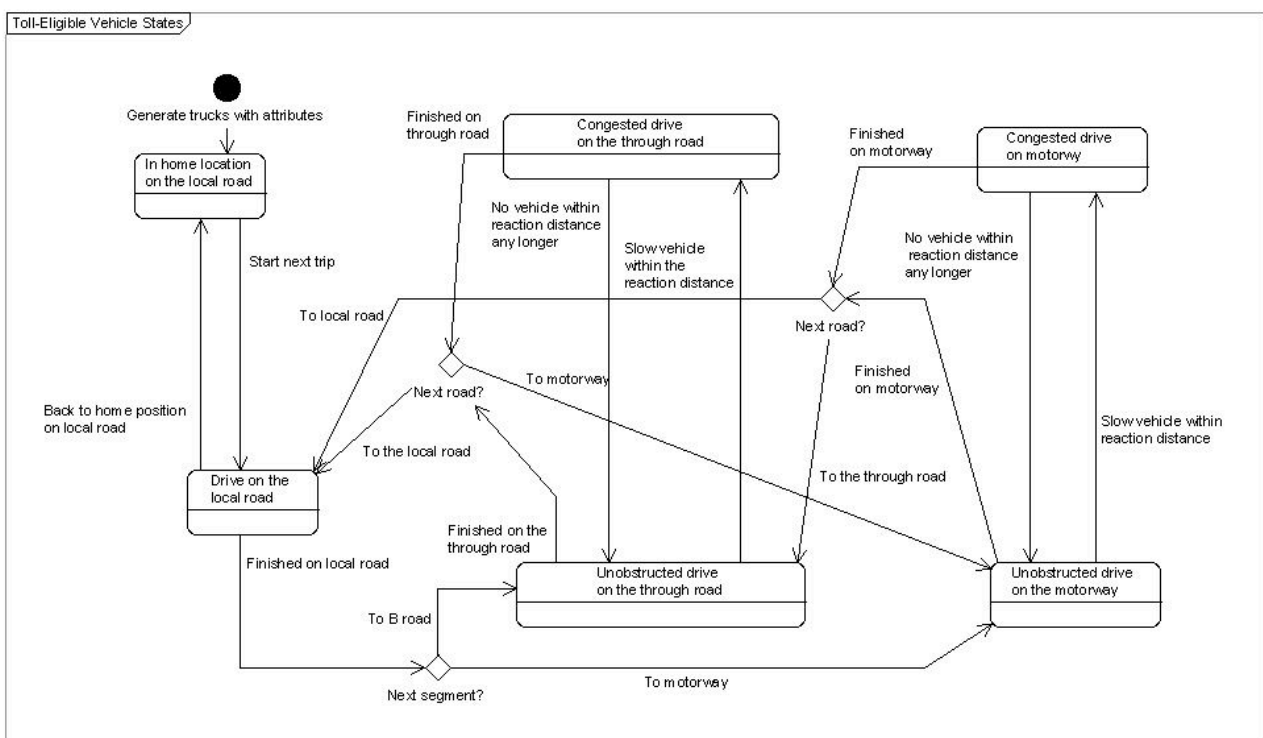 Toll-Eligible Vehicle States
Generate trucks with attributes
In home location
on the local road
Finished on
through road
Congested drive
on the through road
Finished
on motorway
Congested drive
on motorwy
No vehicle within
reaction distance
any longer
Slow vehicle
within the
reaction distance
No vehicle within
reaction distance
any longer
Start next trip
To local road
Next road?
Next road?
To motorway
Finished
on motorway
Back to home position
on local road
Slow vehicle within
reaction distance
To the local road
To the through road
Drive on the
local road
Finished on the
through road
Finished on local road
Unobstructed drive
on the through road
Unobstructed drive
on the motorway
To B road
Next segment?
To motorway